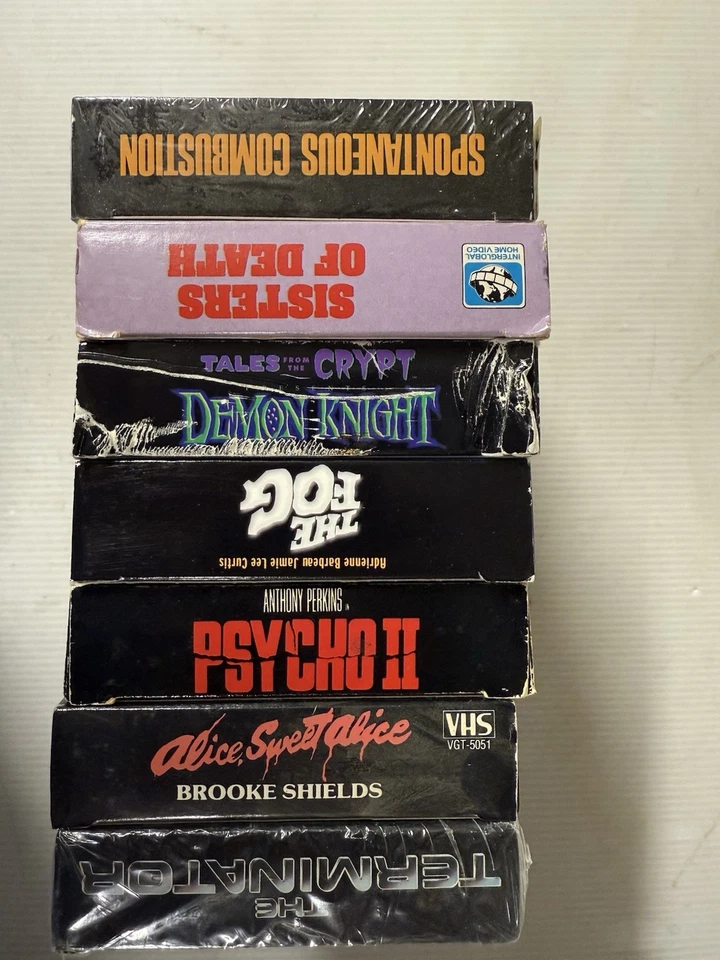 SPONTANEOUS COMBUSTION
SISTERS
OF DEATH
INTERGLOBAL
HOME VIDEO
TALES FROM THE CRYPT
DEMON KNIGHT
Adrienne Barbeau Jamie Lee Curtis
THE
FOG
ANTHONY PERKINS IN
PSYCHO II
Alice, Sweet Alice
BROOKE SHIELDS
VHS
VGT-5051
THE
TERMINATOR